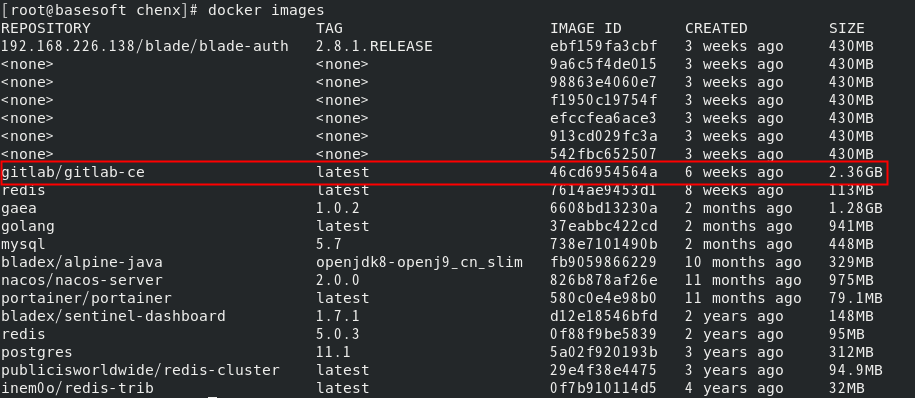 [root@basesoft chenx]# docker images
REPOSITORY TAG IMAGE ID CREATED SIZE
192.168.226.138/blade/blade-auth 2.8.1.RELEASE ebf159fa3cbf 3 weeks ago 430MB
<none> <none> 9a6c5f4de015 3 weeks ago 430MB
<none> <none> 98863e4060e7 3 weeks ago 430MB
<none> <none> f1950c19754f 3 weeks ago 430MB
<none> <none> efccfea6ace3 3 weeks ago 430MB
<none> <none> 913cd029fc3a 3 weeks ago 430MB
<none> <none> 542fbc652507 3 weeks ago 430MB
gitlab/gitlab-ce latest 46cd6954564a 6 weeks ago 2.36GB
redis latest 7614ae9453d1 8 weeks ago 113MB
gaea 1.0.2 6608bd13230a 2 months ago 1.28GB
golang latest 37eabbc422cd 2 months ago 941MB
mysql 5.7 738e7101490b 2 months ago 448MB
bladex/alpine-java openjdk8-openj9_cn_slim fb9059866229 10 months ago 329MB
nacos/nacos-server 2.0.0 826b878af26e 11 months ago 975MB
portainer/portainer latest 580c0e4e98b0 11 months ago 79.1MB
bladex/sentinel-dashboard 1.7.1 d12e18546bfd 2 years ago 148MB
redis 5.0.3 0f88f9be5839 2 years ago 95MB
postgres 11.1 5a02f920193b 3 years ago 312MB
publicisworldwide/redis-cluster latest 29e4f38e4475 3 years ago 94.9MB
inem0o/redis-trib latest 0f7b910114d5 4 years ago 32MB